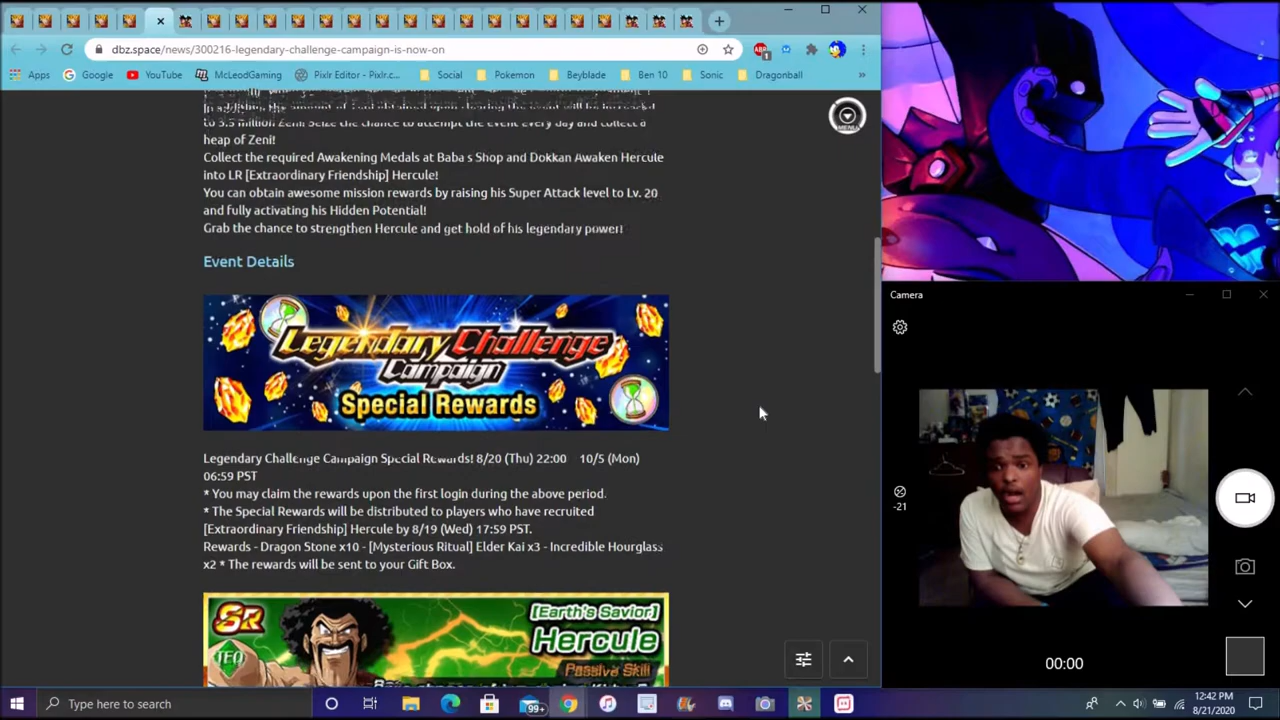 dbz.space/news/300216-legendary-challenge-campaign-is-now-on
Apps Google YouTube McLeodGaming Pixlr Editor - Pixlr.c... Social Pokemon Beyblade Ben 10 Sonic Dragonball »
ABP
1
MENU
to 3.5 million Zeni! Seize the chance to attempt the event every day and collect a
heap of Zeni!
Collect the required Awakening Medals at Baba s Shop and Dokkan Awaken Hercule
into LR [Extraordinary Friendship] Hercule!
You can obtain awesome mission rewards by raising his Super Attack level to Lv. 20
and fully activating his Hidden Potential!
Grab the chance to strengthen Hercule and get hold of his legendary power!
Event Details
Legendary Challenge
Campaign
Special Rewards
Legendary Challenge Campaign Special Rewards! 8/20 (Thu) 22:00 10/5 (Mon)
06:59 PST
* You may claim the rewards upon the first login during the above period.
* The Special Rewards will be distributed to players who have recruited
[Extraordinary Friendship] Hercule by 8/19 (Wed) 17:59 PST.
Rewards - Dragon Stone x10 - [Mysterious Ritual] Elder Kai x3 - Incredible Hourglass
x2 * The rewards will be sent to your Gift Box.
SR
TEQ
[Earth's Savior]
Hercule
Passive Skill
Camera
-21
00:00
Type here to search
99+
12:42 PM
8/21/2020